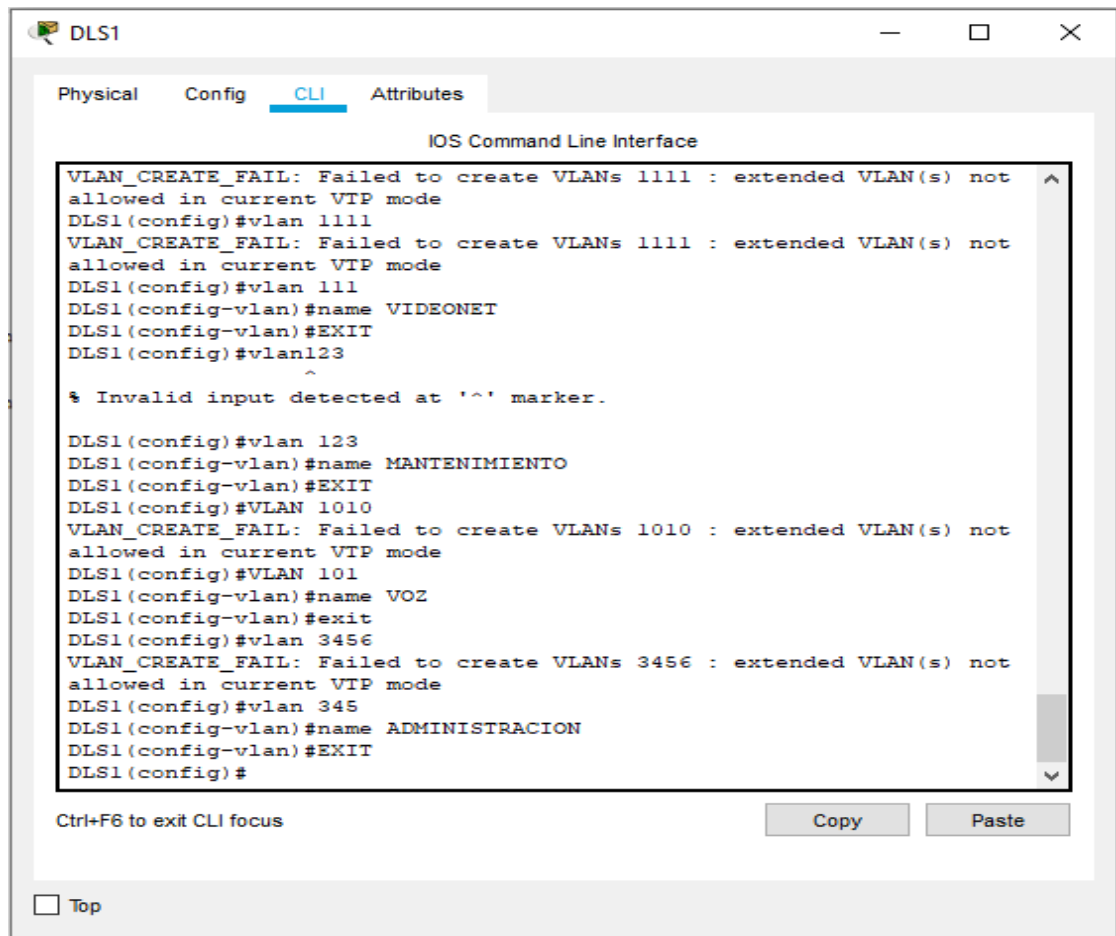 DLS1
Physical Config CLI Attributes
IOS Command Line Interface
VLAN_CREATE_FAIL: Failed to create VLANs 1111 : extended VLAN(s) not
allowed in current VTP mode
DLS1(config)#vlan 1111
VLAN_CREATE_FAIL: Failed to create VLANs 1111 : extended VLAN(s) not
allowed in current VTP mode
DLS1(config)#vlan 111
DLS1(config-vlan)#name VIDEONET
DLS1(config-vlan)#EXIT
DLS1(config)#vlan123
^
% Invalid input detected at '^' marker.
DLS1(config)#vlan 123
DLS1(config-vlan)#name MANTENIMIENTO
DLS1(config-vlan)#EXIT
DLS1(config)#VLAN 1010
VLAN_CREATE_FAIL: Failed to create VLANs 1010 : extended VLAN(s) not
allowed in current VTP mode
DLS1(config)#VLAN 101
DLS1(config-vlan)#name VOZ
DLS1(config-vlan)#exit
DLS1(config)#vlan 3456
VLAN_CREATE_FAIL: Failed to create VLANs 3456 : extended VLAN(s) not
allowed in current VTP mode
DLS1(config)#vlan 345
DLS1(config-vlan)#name ADMINISTRACION
DLS1(config-vlan)#EXIT
DLS1(config)#
Ctrl+F6 to exit CLI focus
Copy Paste
Top